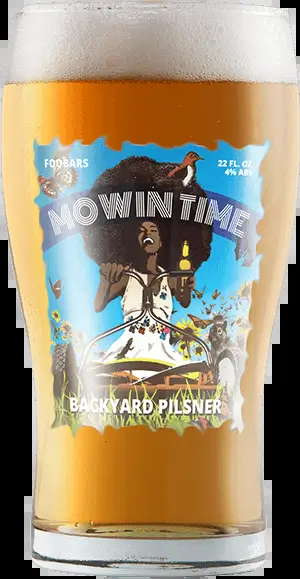 FOOBARS
22 FL. OZ.
4% ABV
MOWIN TIME
BACKYARD PILSNER